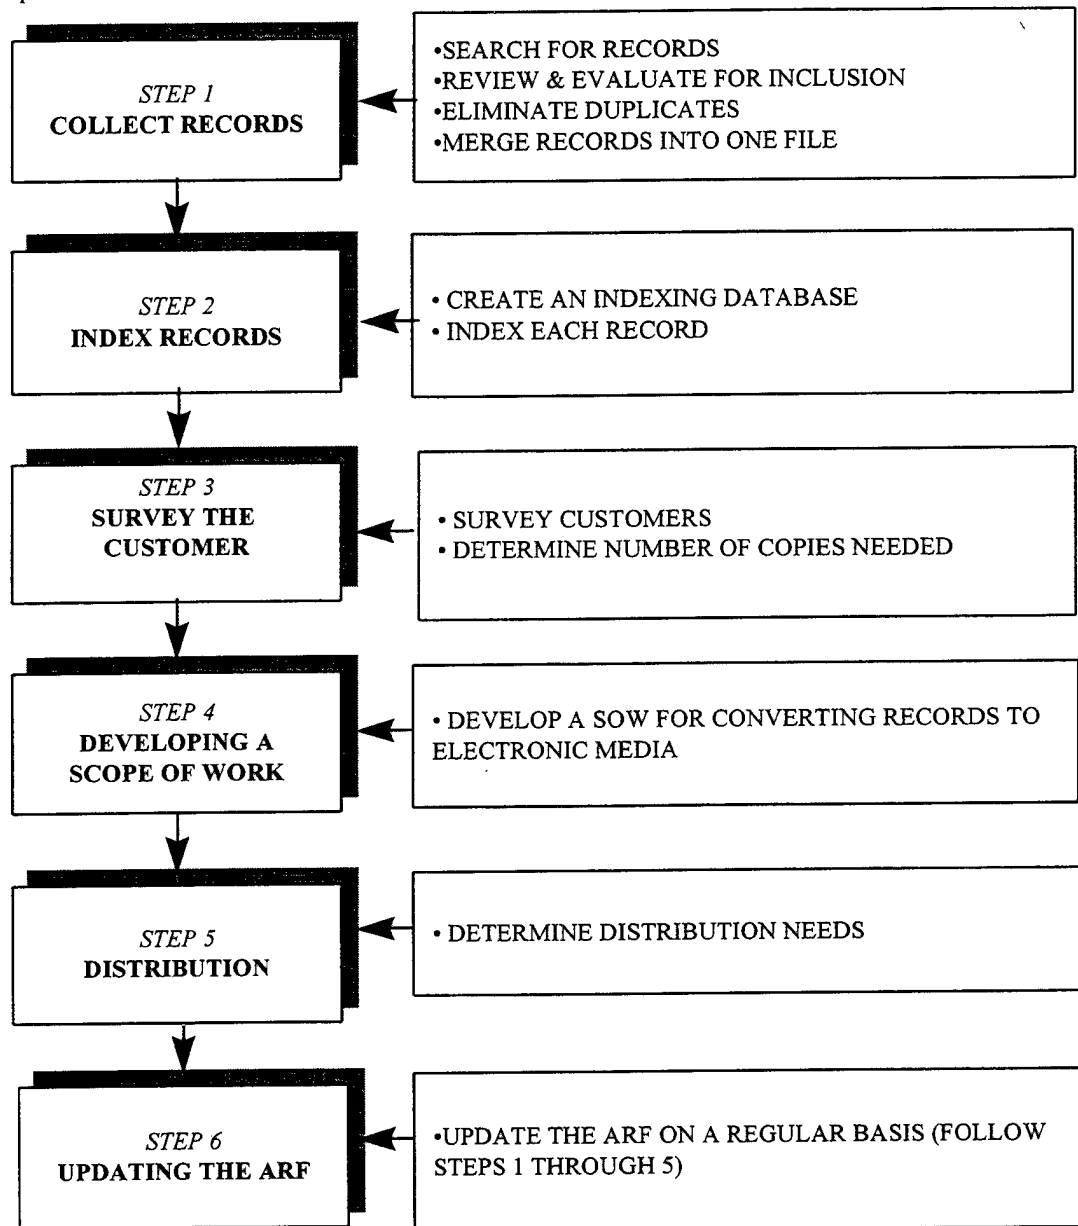 STEP 1
COLLECT RECORDS
•SEARCH FOR RECORDS
•REVIEW & EVALUATE FOR INCLUSION
•ELIMINATE DUPLICATES
•MERGE RECORDS INTO ONE FILE
STEP 2
INDEX RECORDS
• CREATE AN INDEXING DATABASE
• INDEX EACH RECORD
STEP 3
SURVEY THE
CUSTOMER
• SURVEY CUSTOMERS
• DETERMINE NUMBER OF COPIES NEEDED
STEP 4
DEVELOPING A
SCOPE OF WORK
• DEVELOP A SOW FOR CONVERTING RECORDS TO
ELECTRONIC MEDIA
STEP 5
DISTRIBUTION
• DETERMINE DISTRIBUTION NEEDS
STEP 6
UPDATING THE ARF
•UPDATE THE ARF ON A REGULAR BASIS (FOLLOW
STEPS 1 THROUGH 5)